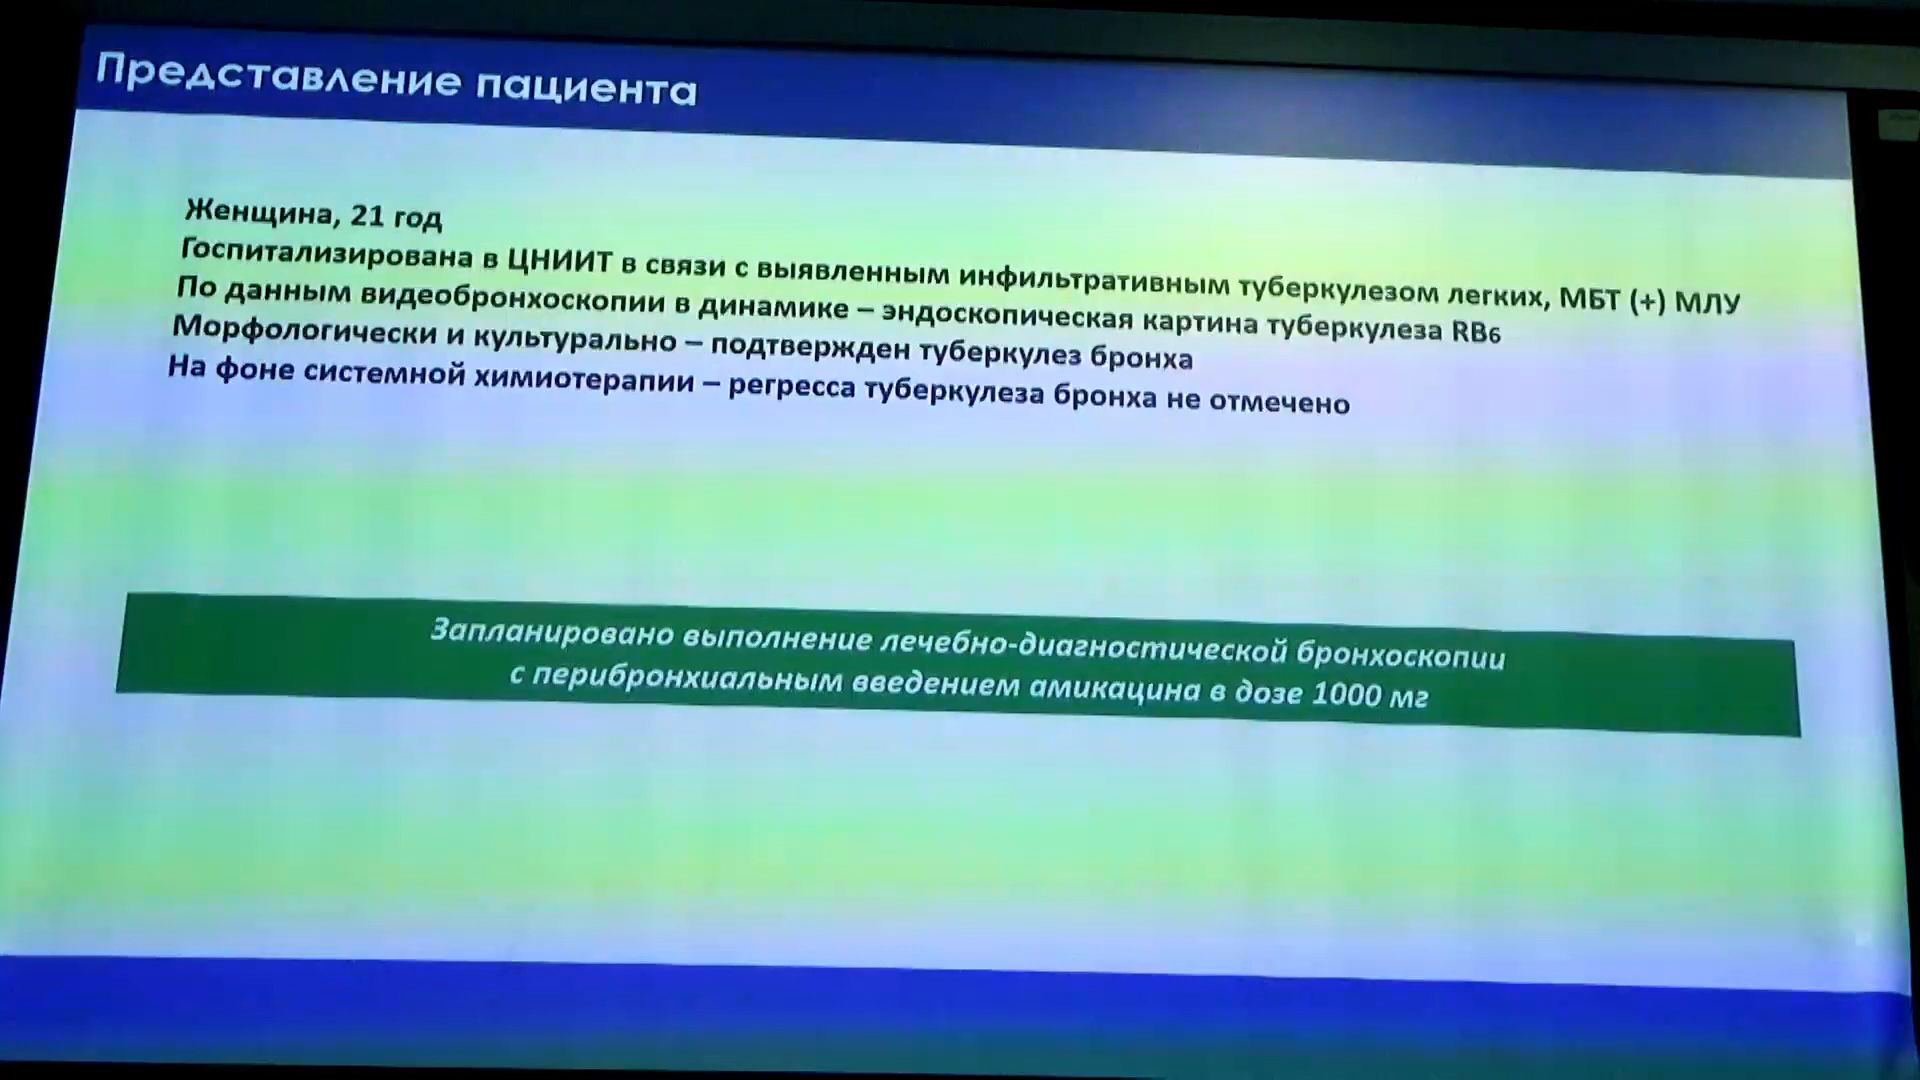 Представление пациента
Женщина, 21 год
Госпитализирована в ЦНИИТ в связи с выявленным инфильтративным туберкулезом легких, МБТ (+) МЛУ
По данным видеобронхоскопии в динамике – эндоскопическая картина туберкулеза RB6
Морфологически и культурально – подтвержден туберкулез бронха
На фоне системной химиотерапии – регресса туберкулеза бронха не отмечено
Запланировано выполнение лечебно-диагностической бронхоскопии
с перибронхиальным введением амикацина в дозе 1000 мг